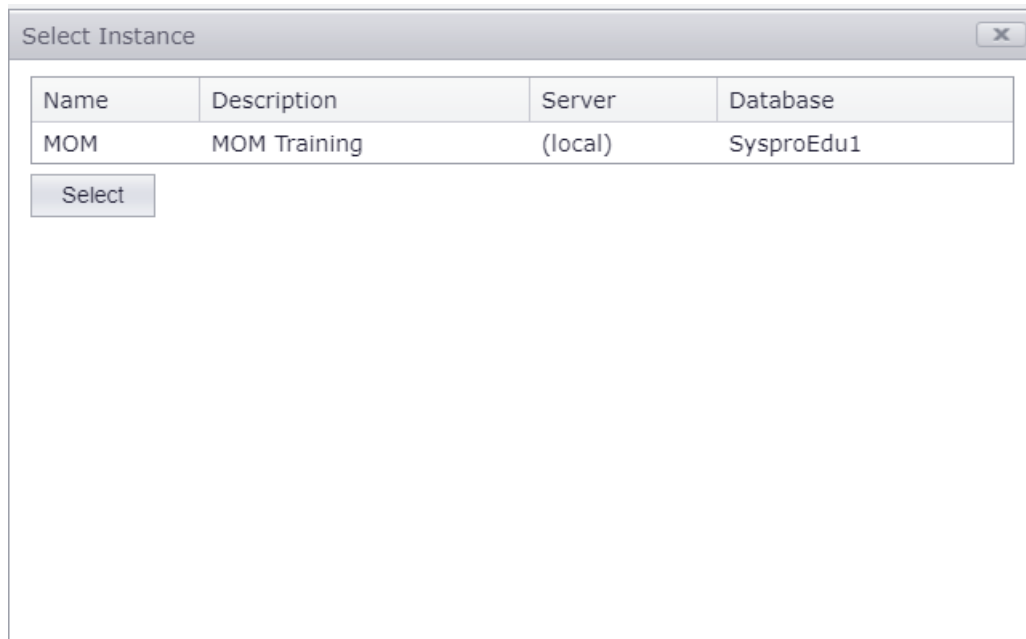 Select Instance
Name Description Server Database
MOM MOM Training (local) SysproEdu1
Select